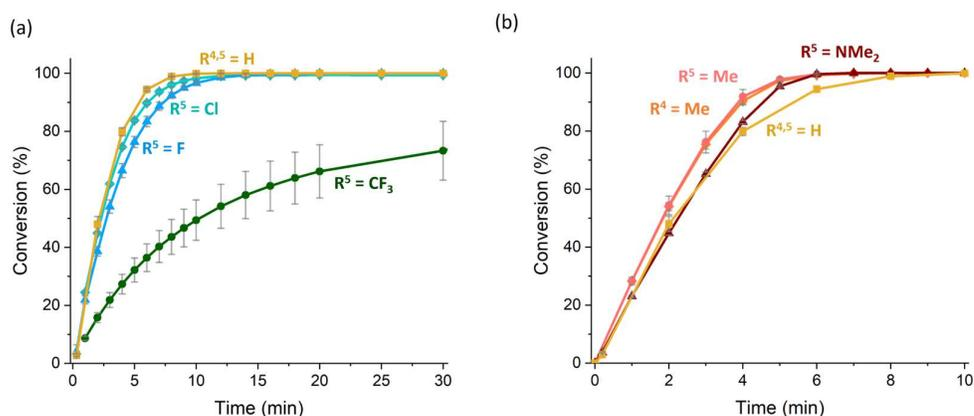 (a)
R⁴,⁵ = H
R⁵ = Cl
R⁵ = F
R⁵ = CF₃
Conversion (%)
100
80
60
40
20
0
0 5 10 15 20 25 30
Time (min)
(b)
R⁵ = NMe₂
R⁵ = Me
R⁴ = Me
R⁴,⁵ = H
Conversion (%)
100
80
60
40
20
0
0 2 4 6 8 10
Time (min)